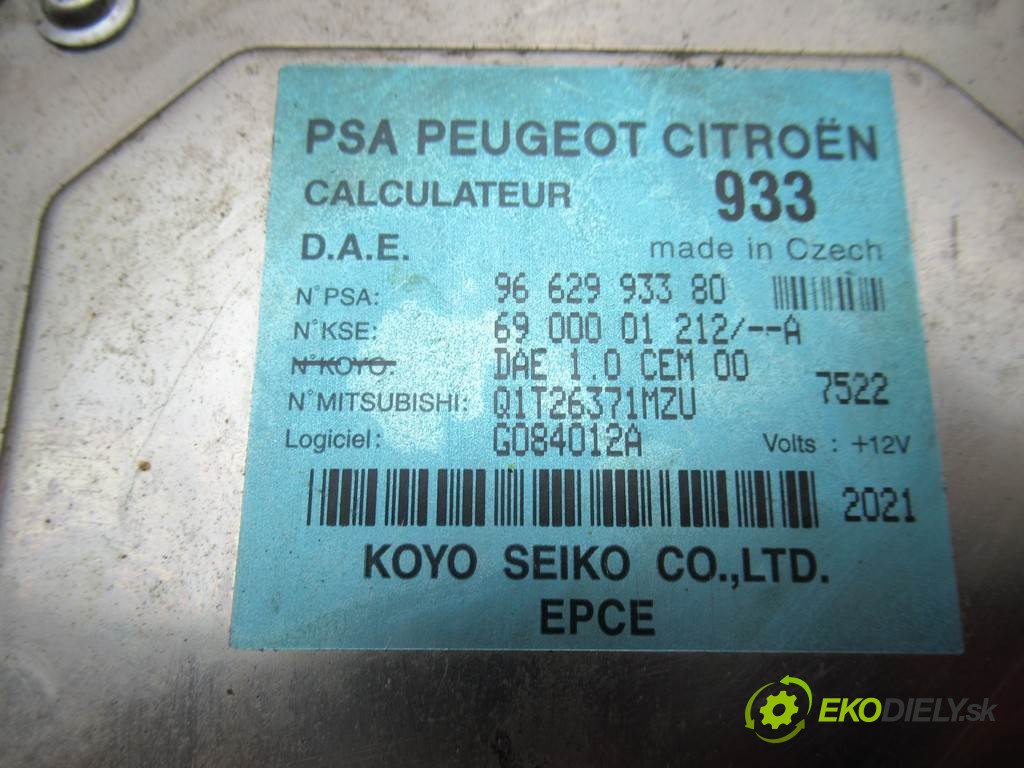 PSA PEUGEOT CITROËN
CALCULATEUR 933
D.A.E. made in Czech
N°PSA: 96 629 933 80
N°KSE: 69 000 01 212/--A
N°KOYO: DAE 1.0 CEM 00
7522
N°MITSUBISHI: Q1T26371MZU
Logiciel: G084012A Volts : +12V
2021
KOYO SEIKO CO.,LTD.
EPCE
EKODIELY.sk